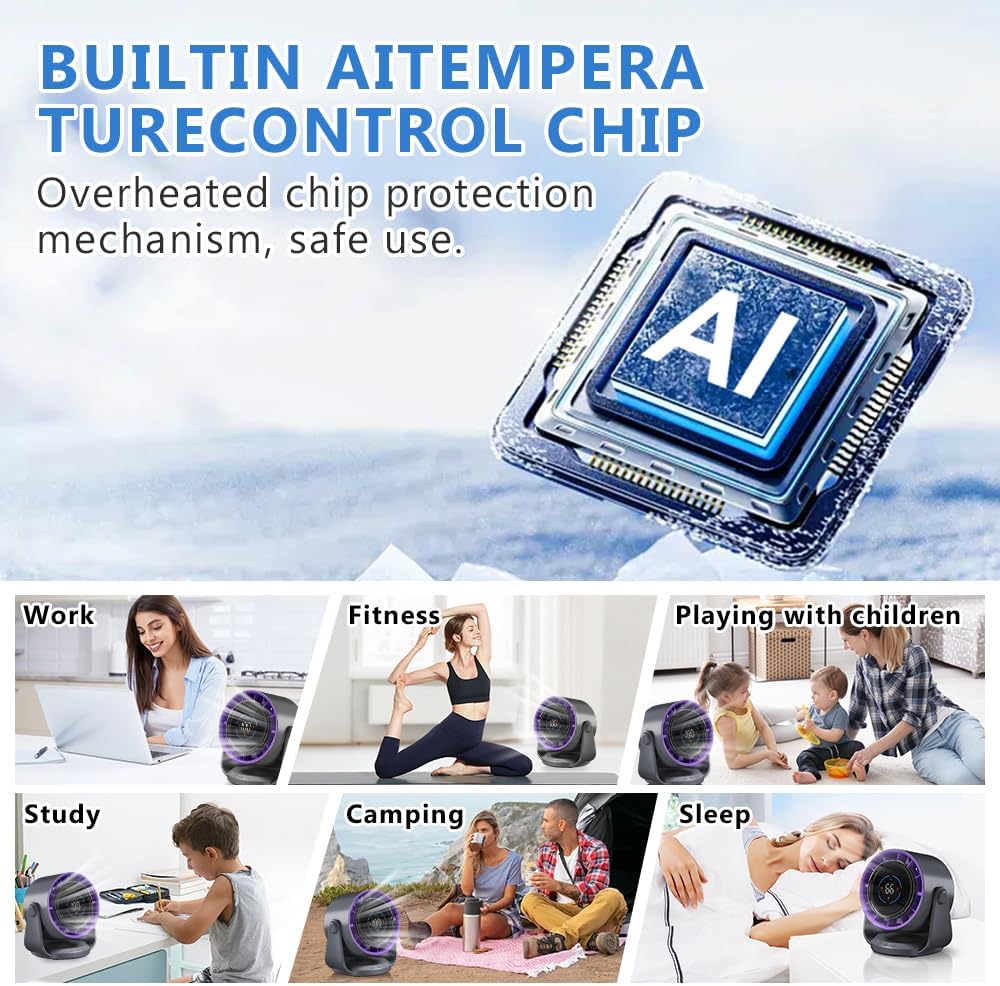 BUILTIN AITEMPERA
TURECONTROL CHIP
Overheated chip protection
mechanism, safe use.
AI
Work
Fitness
Playing with children
Study
Camping
Sleep
66